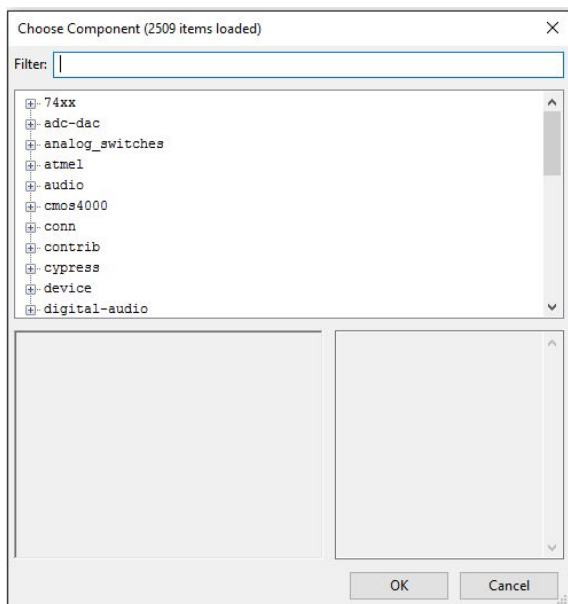 Choose Component (2509 items loaded)
Filter:
74xx
adc-dac
analog_switches
atmel
audio
cmos4000
conn
contrib
cypress
device
digital-audio
OK Cancel